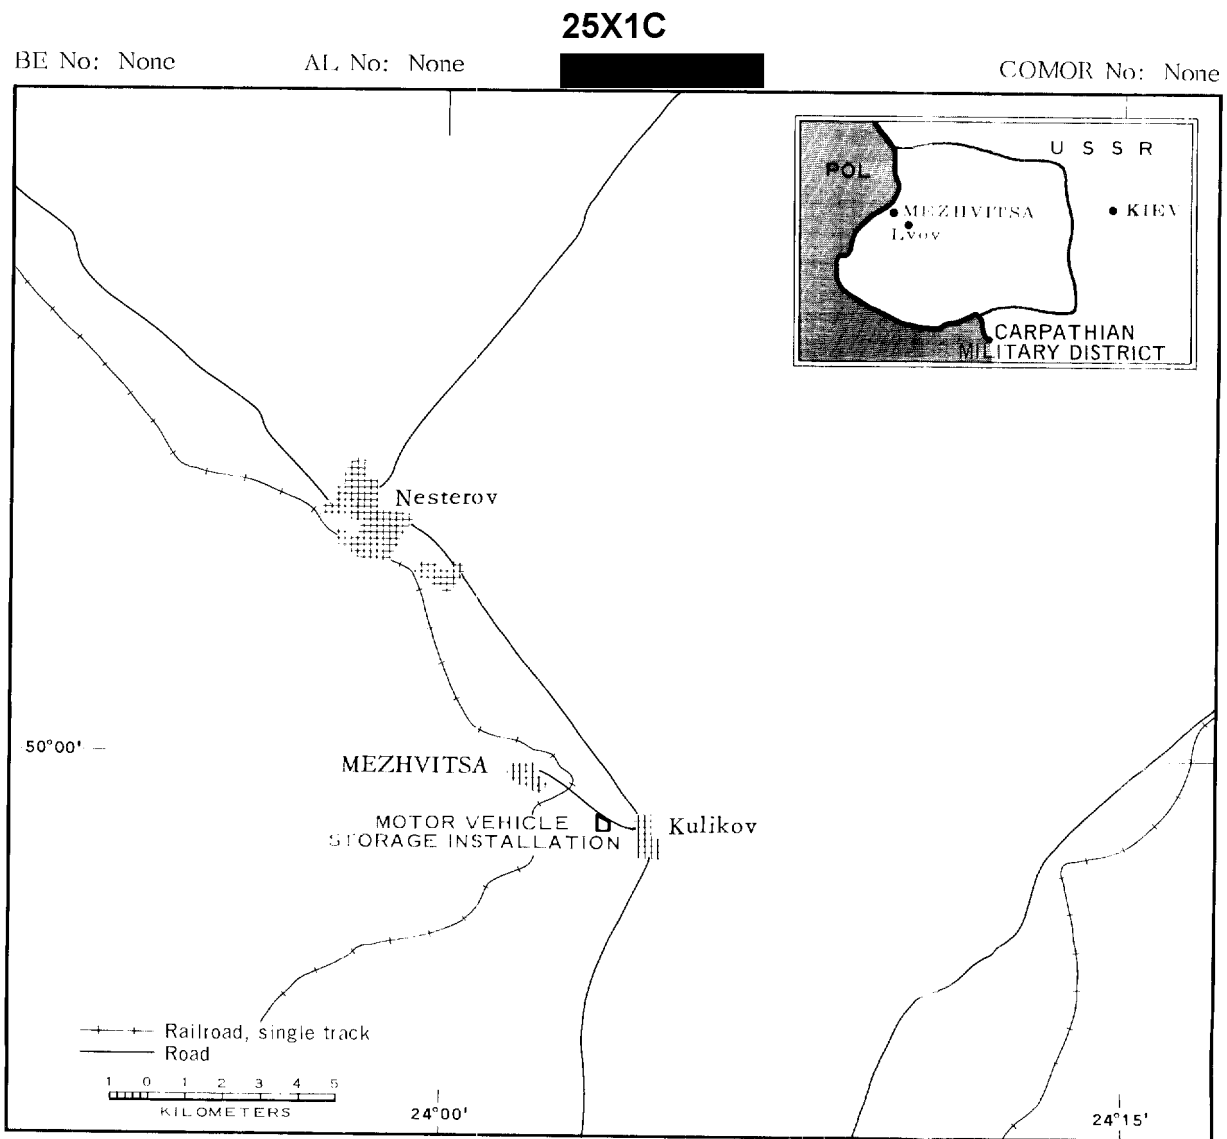 25X1C
BE No: None AL No: None COMOR No: None
U S S R
POL
MEZHVITSA
KIEV
Lvov
CARPATHIAN
MILITARY DISTRICT
Nesterov
50°00'
MEZHVITSA
MOTOR VEHICLE
STORAGE INSTALLATION
Kulikov
Railroad, single track
Road
1 0 1 2 3 4 5
KILOMETERS
24°00'
24°15'